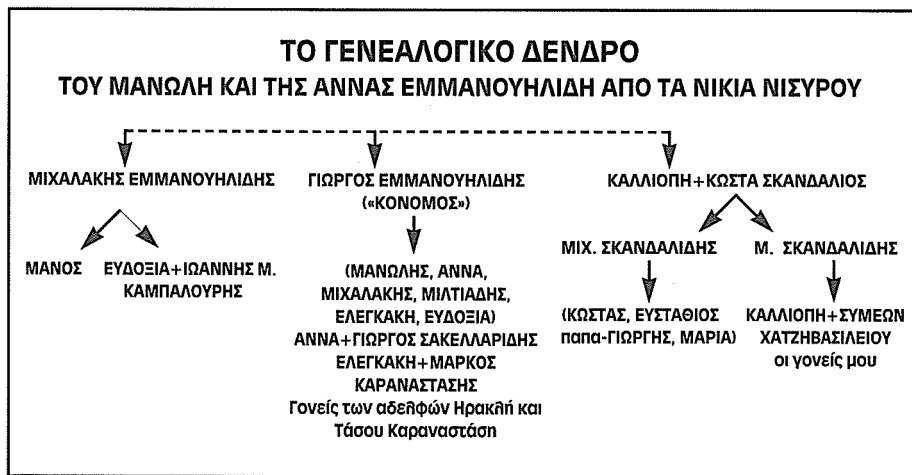 ΤΟ ΓΕΝΕΑΛΟΓΙΚΟ ΔΕΝΔΡΟ
ΤΟΥ ΜΑΝΩΛΗ ΚΑΙ ΤΗΣ ΑΝΝΑΣ ΕΜΜΑΝΟΥΗΛΙΔΗ ΑΠΟ ΤΑ ΝΙΚΙΑ ΝΙΣΥΡΟΥ
ΜΙΧΑΛΑΚΗΣ ΕΜΜΑΝΟΥΗΛΙΔΗΣ
ΜΑΝΟΣ
ΕΥΔΟΞΙΑ+ΙΩΑΝΝΗΣ Μ.
ΚΑΜΠΑΛΟΥΡΗΣ
ΓΙΩΡΓΟΣ ΕΜΜΑΝΟΥΗΛΙΔΗΣ
(«ΚΟΝΟΜΟΣ»)
(ΜΑΝΩΛΗΣ, ΑΝΝΑ,
ΜΙΧΑΛΑΚΗΣ, ΜΙΛΤΙΑΔΗΣ,
ΕΛΕΓΚΑΚΗ, ΕΥΔΟΞΙΑ)
ΑΝΝΑ+ΓΙΩΡΓΟΣ ΣΑΚΕΛΛΑΡΙΔΗΣ
ΕΛΕΓΚΑΚΗ+ΜΑΡΚΟΣ
ΚΑΡΑΝΑΣΤΑΣΗΣ
Γονείς των αδελφών Ηρακλή και
Τάσου Καραναστάση
ΚΑΛΛΙΟΠΗ+ΚΩΣΤΑ ΣΚΑΝΔΑΛΙΟΣ
ΜΙΧ. ΣΚΑΝΔΑΛΙΔΗΣ
(ΚΩΣΤΑΣ, ΕΥΣΤΑΘΙΟΣ
παπα-ΓΙΩΡΓΗΣ, ΜΑΡΙΑ)
Μ. ΣΚΑΝΔΑΛΙΔΗΣ
ΚΑΛΛΙΟΠΗ+ΣΥΜΕΩΝ
ΧΑΤΖΗΒΑΣΙΛΕΙΟΥ
οι γονείς μου